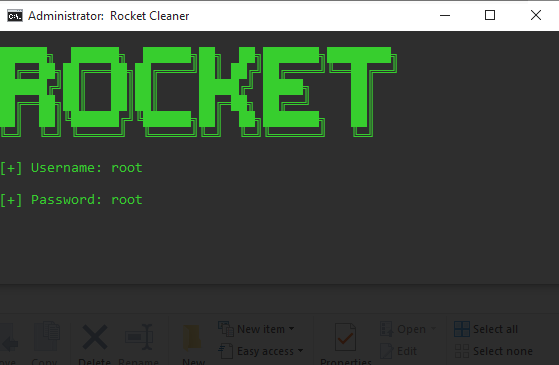 Administrator: Rocket Cleaner
ROCKET
[+] Username: root
[+] Password: root
New item
Open
Select all
Copy
Delete
Rename
New
Easy access
Properties
Edit
Select none